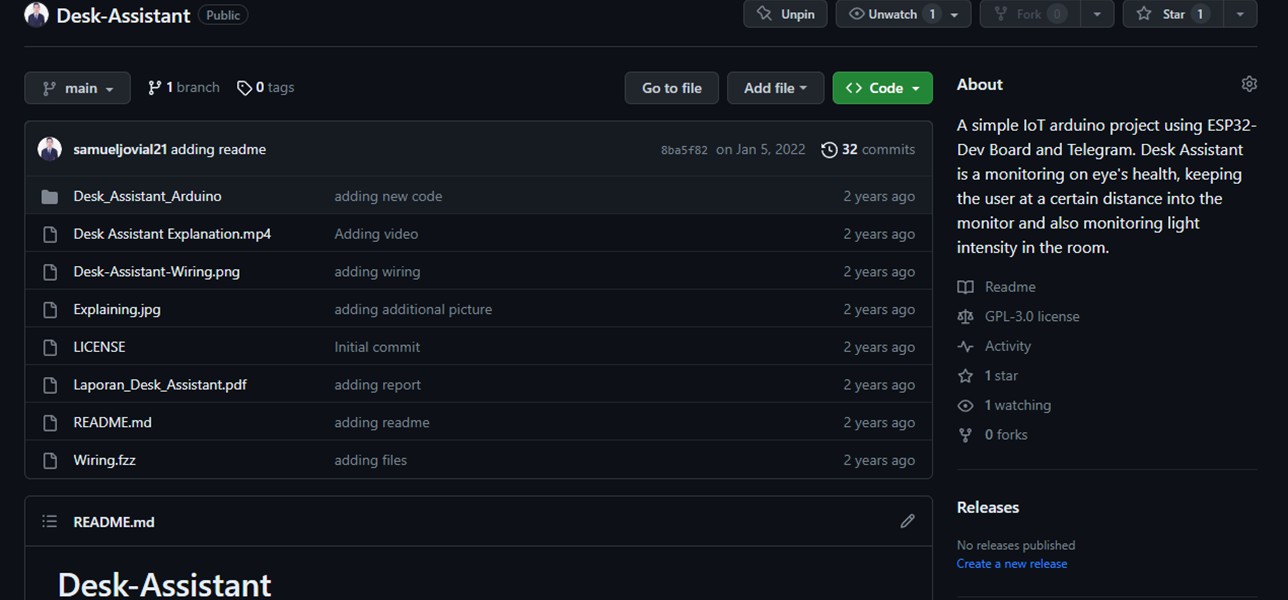 Desk-Assistant Public Unpin Unwatch 1 Fork 0 Star 1
main 1 branch 0 tags Go to file Add file Code
samueljovial21 adding readme 8ba5f82 on Jan 5, 2022 32 commits
Desk_Assistant_Arduino adding new code 2 years ago
Desk Assistant Explanation.mp4 Adding video 2 years ago
Desk-Assistant-Wiring.png adding wiring 2 years ago
Explaining.jpg adding additional picture 2 years ago
LICENSE Initial commit 2 years ago
Laporan_Desk_Assistant.pdf adding report 2 years ago
README.md adding readme 2 years ago
Wiring.fzz adding files 2 years ago
README.md
Desk-Assistant
About
A simple IoT arduino project using ESP32-
Dev Board and Telegram. Desk Assistant
is a monitoring on eye's health, keeping
the user at a certain distance into the
monitor and also monitoring light
intensity in the room.
Readme
GPL-3.0 license
Activity
1 star
1 watching
0 forks
Releases
No releases published
Create a new release